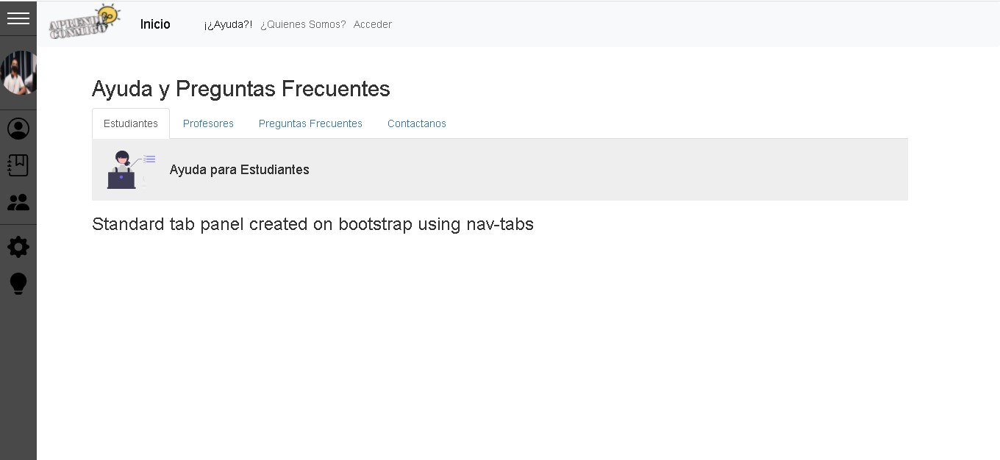 APRENDE
CONMIGO
Inicio ¡¿Ayuda?! ¿Quienes Somos? Acceder
Ayuda y Preguntas Frecuentes
Estudiantes Profesores Preguntas Frecuentes Contactanos
Ayuda para Estudiantes
Standard tab panel created on bootstrap using nav-tabs